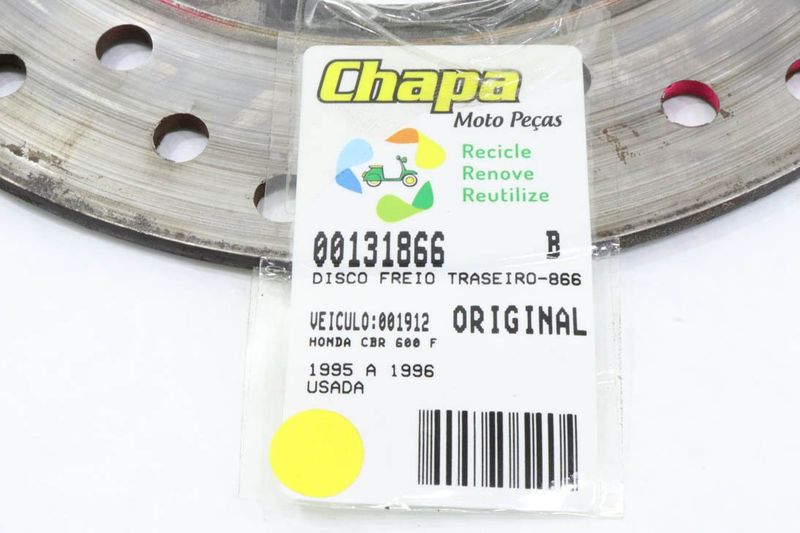 Chapa
Moto Peças
Recicle
Renove
Reutilize
00131866 B
DISCO FREIO TRASEIRO-866
VEICULO:001912 ORIGINAL
HONDA CBR 600 F
1995 A 1996
USADA